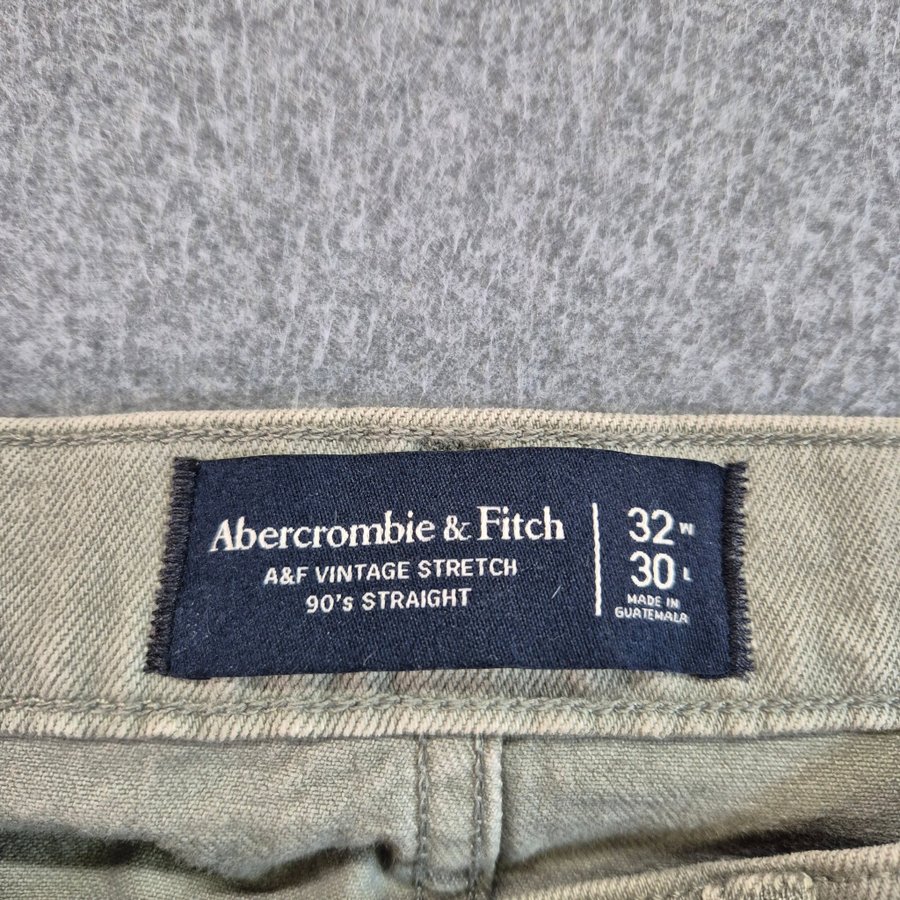 Abercrombie & Fitch
A&F VINTAGE STRETCH
90's STRAIGHT
32 W
30 L
MADE IN
GUATEMALA